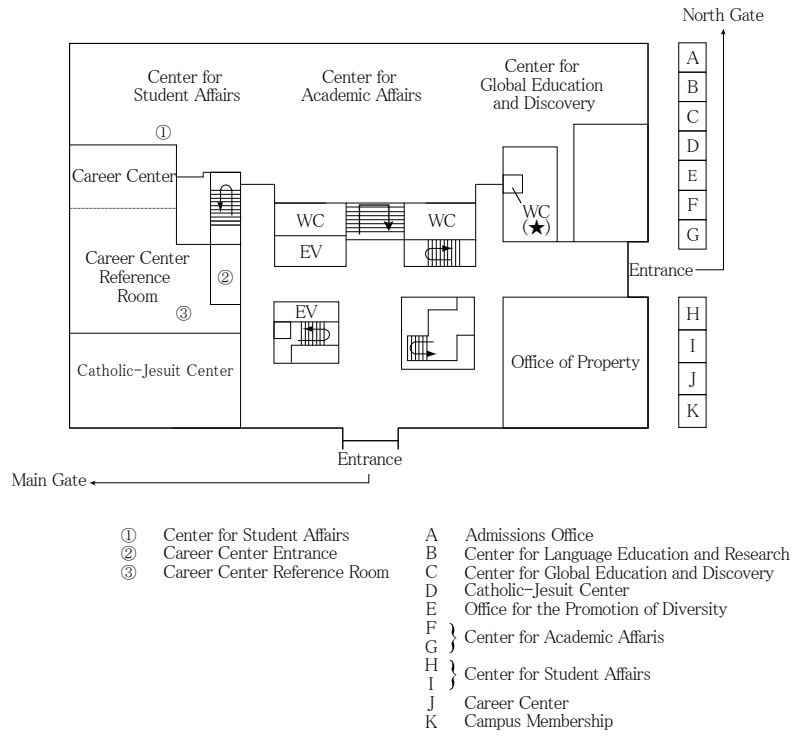 North Gate
Center for
Student Affairs
Center for
Academic Affairs
Center for
Global Education
and Discovery
A
B
C
D
E
F
G
①
Career Center
WC
WC
WC
(★)
EV
Entrance
Career Center
Reference
Room
②
③
EV
H
I
J
K
Catholic-Jesuit Center
Office of Property
Entrance
Main Gate
① Center for Student Affairs
② Career Center Entrance
③ Career Center Reference Room
A Admissions Office
B Center for Language Education and Research
C Center for Global Education and Discovery
D Catholic-Jesuit Center
E Office for the Promotion of Diversity
F
G } Center for Academic Affaris
H
I } Center for Student Affairs
J Career Center
K Campus Membership